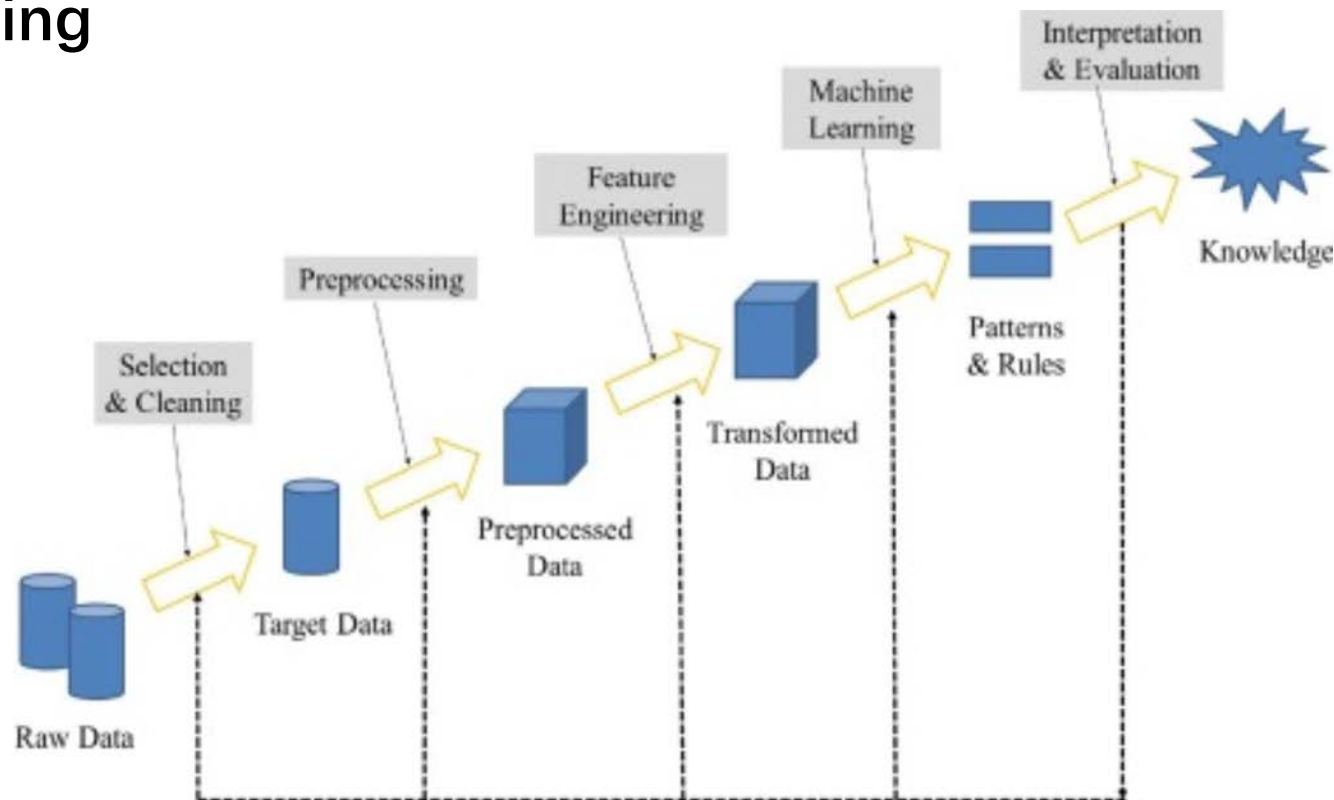 ing
Interpretation
& Evaluation
Machine
Learning
Knowledge
Feature
Engineering
Preprocessing
Patterns
& Rules
Selection
& Cleaning
Transformed
Data
Preprocessed
Data
Target Data
Raw Data